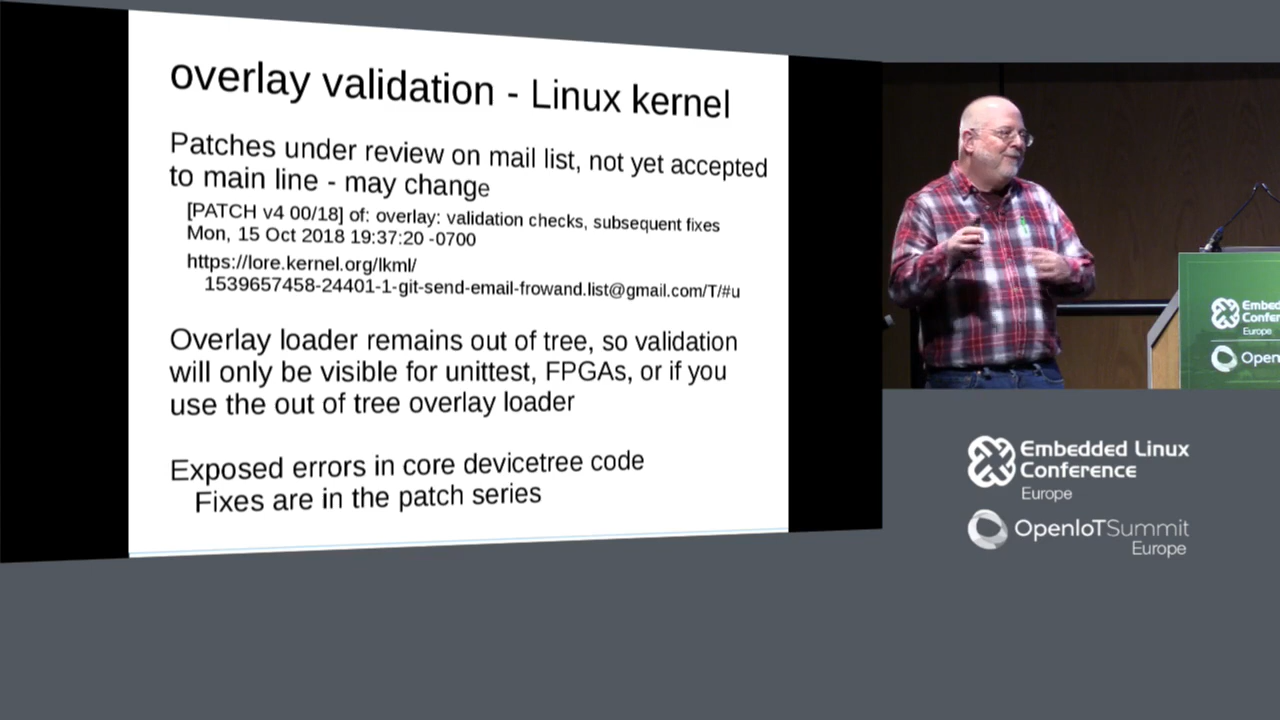 overlay validation - Linux kernel
Patches under review on mail list, not yet accepted
to main line - may change
[PATCH v4 00/18] of: overlay: validation checks, subsequent fixes
Mon, 15 Oct 2018 19:37:20 -0700
https://lore.kernel.org/lkml/
1539657458-24401-1-git-send-email-frowand.list@gmail.com/T/#u
Overlay loader remains out of tree, so validation
will only be visible for unittest, FPGAs, or if you
use the out of tree overlay loader
Exposed errors in core devicetree code
Fixes are in the patch series
Embed
Confer
Europe
Open
Embedded Linux
Conference
Europe
OpenIoTSummit
Europe